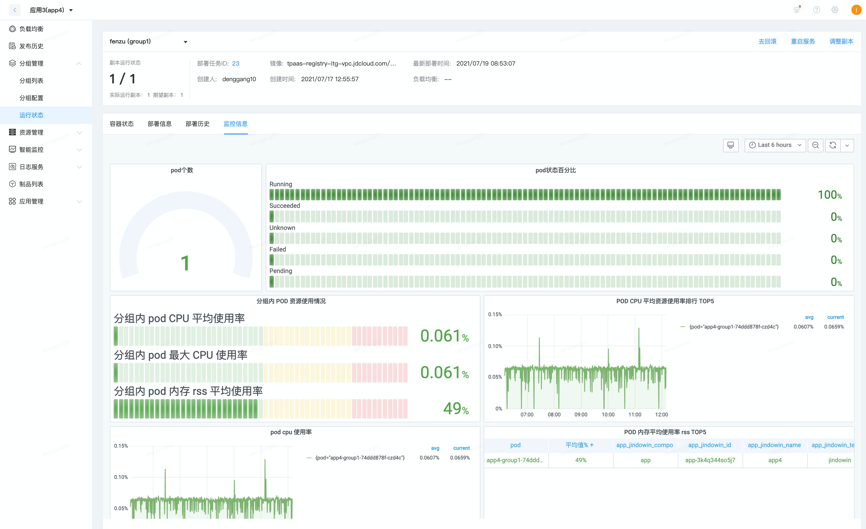 应用3(app4)
负载均衡
发布历史
分组管理
分组列表
分组配置
运行状态
资源管理
智能监控
日志服务
制品列表
应用管理
fenzu (group1)
去回滚 重启服务 调整副本
副本运行状态
1 / 1
实际运行副本： 1 期望副本： 1
部署任务ID: 23 镜像: tpaas-registry-itg-vpc.jdcloud.com/... 最新部署时间: 2021/07/19 08:53:07
创建人: denggang10 创建时间: 2021/07/17 12:55:57 负载均衡: --
容器状态 部署信息 部署历史 监控信息
Last 6 hours
pod个数
1
pod状态百分比
Running
100%
Succeeded
0%
Unknown
0%
Failed
0%
Pending
0%
分组内 POD 资源使用情况
分组内 pod CPU 平均使用率
0.061%
分组内 pod 最大 CPU 使用率
0.061%
分组内 pod 内存 rss 平均使用率
49%
POD CPU 平均资源使用率排行 TOP5
0.15%
0.10%
0.05%
0%
07:00 08:00 09:00 10:00 11:00 12:00
avg current
{pod="app4-group1-74ddd878f-czd4c"} 0.0607% 0.0659%
pod cpu 使用率
0.15%
0.10%
0.05%
avg current
{pod="app4-group1-74ddd878f-czd4c"} 0.0607% 0.0659%
POD 内存平均使用率 rss TOP5
pod 平均值% app_jindowin_compo app_jindowin_id app_jindowin_name app_jindowin_te
app4-group1-74ddd... 49% app app-3k4q344so5j7 app4 jindowin